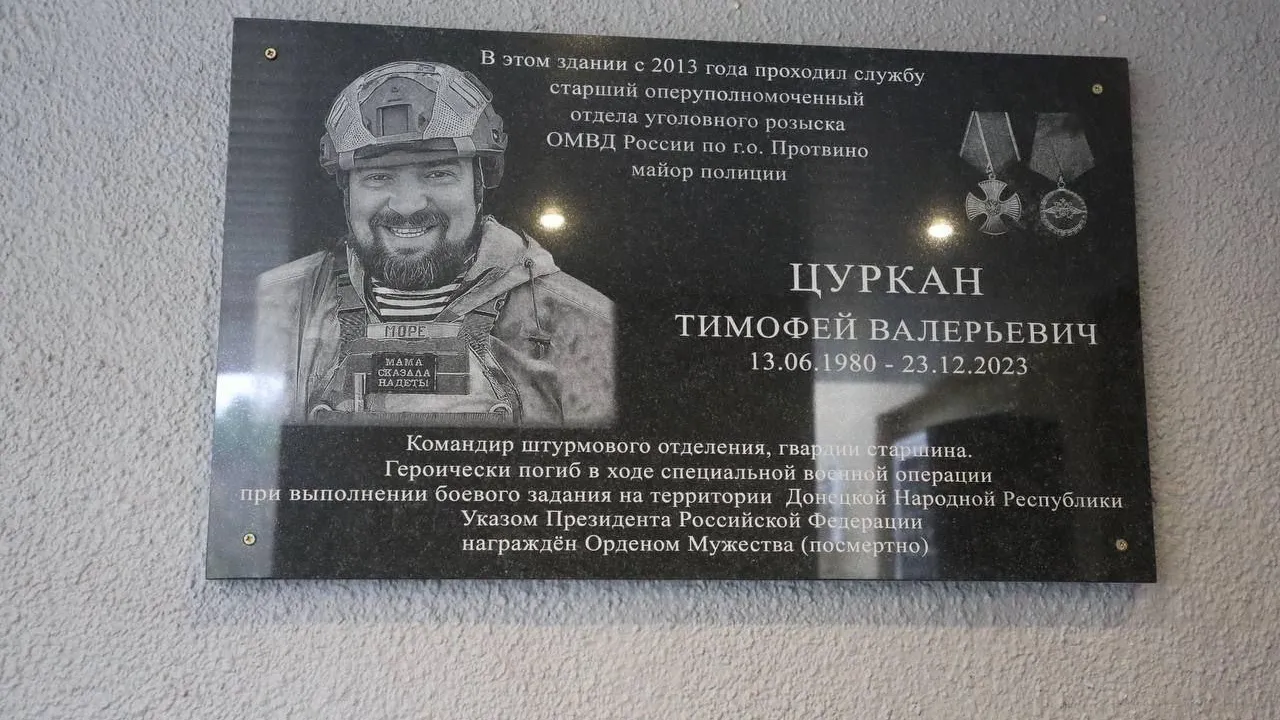 В этом здании с 2013 года проходил службу
старший оперуполномоченный
отдела уголовного розыска
ОМВД России по г.о. Протвино
майор полиции
ЦУРКАН
ТИМОФЕЙ ВАЛЕРЬЕВИЧ
13.06.1980 - 23.12.2023
МОРЕ
МАМА
СКАЗАЛА
НАДЕТЬ!
Командир штурмового отделения, гвардии старшина.
Героически погиб в ходе специальной военной операции
при выполнении боевого задания на территории Донецкой Народной Республики
Указом Президента Российской Федерации
награждён Орденом Мужества (посмертно)